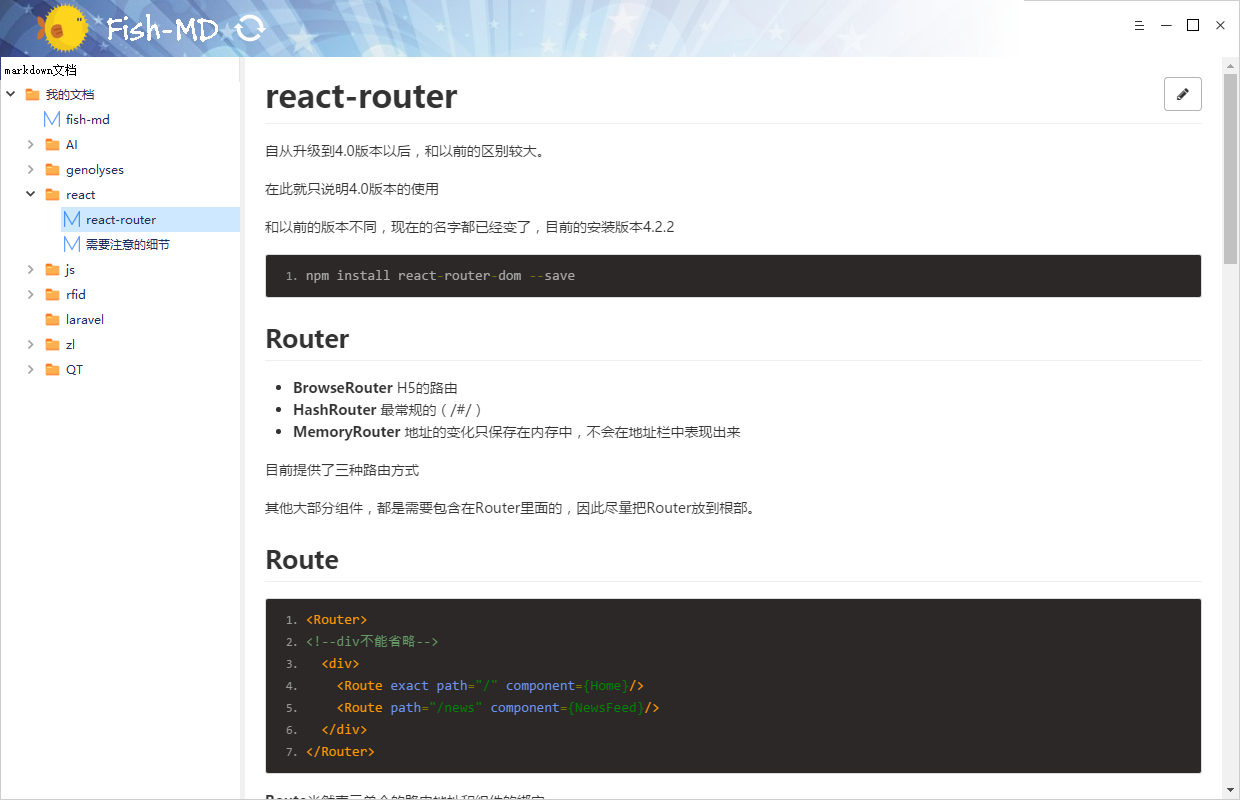 Fish-MD
markdown文档
我的文档
fish-md
AI
genolyses
react
react-router
需要注意的细节
js
rfid
laravel
zl
QT
react-router
自从升级到4.0版本以后，和以前的区别较大。
在此就只说明4.0版本的使用
和以前的版本不同，现在的名字都已经变了，目前的安装版本4.2.2
1. npm install react-router-dom --save
Router
• BrowseRouter H5的路由
• HashRouter 最常规的（/#/）
• MemoryRouter 地址的变化只保存在内存中，不会在地址栏中表现出来
目前提供了三种路由方式
其他大部分组件，都是需要包含在Router里面的，因此尽量把Router放到根部。
Route
1. <Router>
2. <!--div不能省略-->
3. <div>
4. <Route exact path="/" component={Home}/>
5. <Route path="/news" component={NewsFeed}/>
6. </div>
7. </Router>